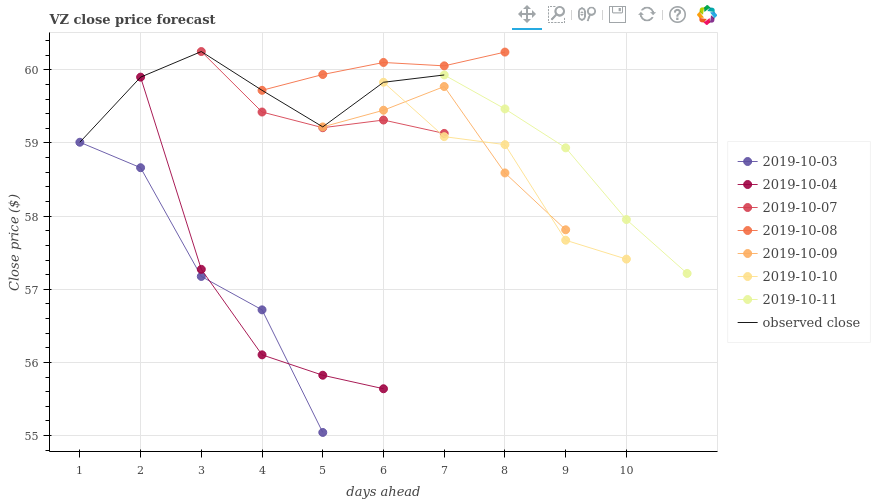 VZ close price forecast
60
59
58
57
56
55
Close price ($)
1 2 3 4 5 6 7 8 9 10
days ahead
2019-10-03
2019-10-04
2019-10-07
2019-10-08
2019-10-09
2019-10-10
2019-10-11
observed close